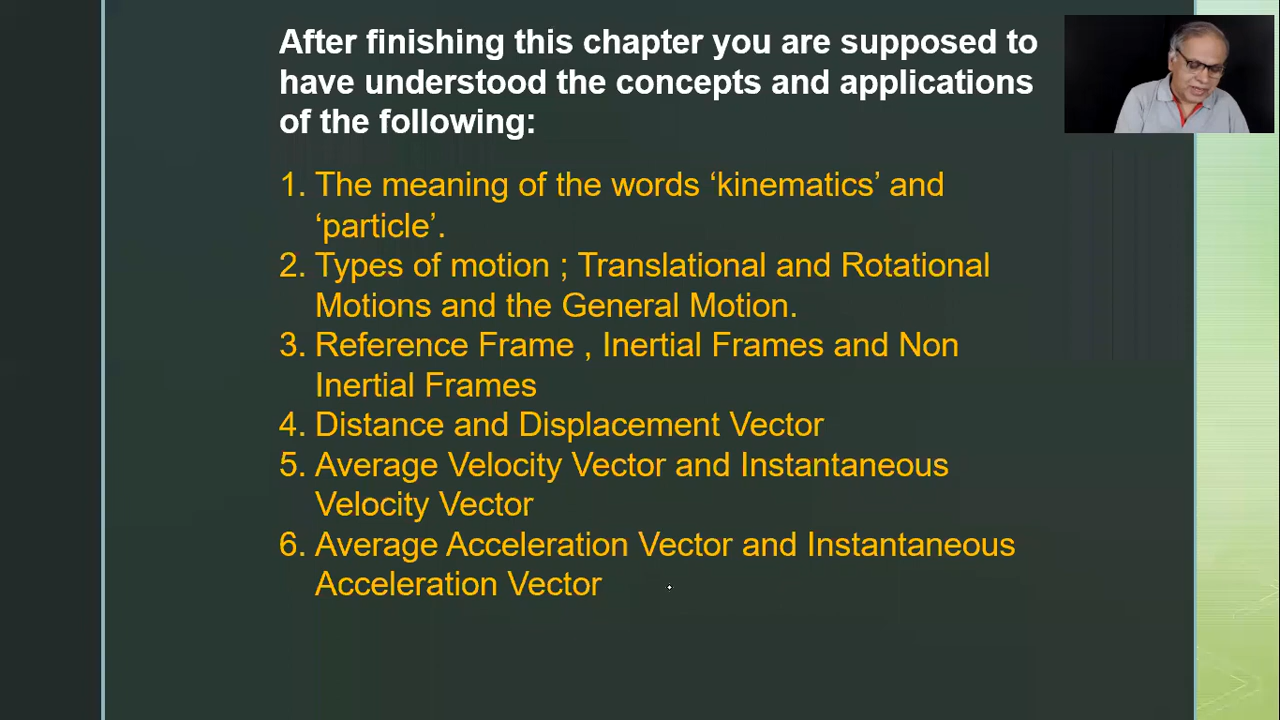 After finishing this chapter you are supposed to
have understood the concepts and applications
of the following:
1. The meaning of the words ‘kinematics’ and
‘particle’.
2. Types of motion ; Translational and Rotational
Motions and the General Motion.
3. Reference Frame , Inertial Frames and Non
Inertial Frames
4. Distance and Displacement Vector
5. Average Velocity Vector and Instantaneous
Velocity Vector
6. Average Acceleration Vector and Instantaneous
Acceleration Vector